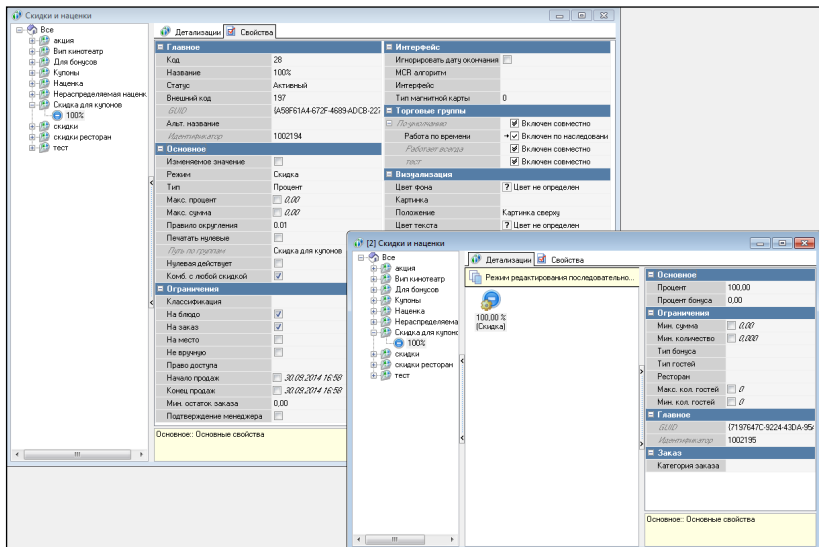 Скидки и наценки
Все
акция
Вип кинотеатр
Для бонусов
Купоны
Наценка
Нераспределяемая наценк
Скидка для купонов
100%
скидки
скидки ресторан
тест
Детализации Свойства
Главное
Код 28
Название 100%
Статус Активный
Внешний код 197
GUID {A58F61A4-672F-4689-ADCB-227
Альт. название
Идентификатор 1002194
Основное
Изменяемое значение
Режим Скидка
Тип Процент
Макс. процент 0,00
Макс. сумма 0,00
Правило округления 0.01
Печатать нулевые
Путь по группам Скидка для купонов
Нулевая действует
Комб. с любой скидкой
Ограничения
Классификация
На блюдо
На заказ
На место
Не вручную
Право доступа
Начало продаж 30.09.2014 16:58
Конец продаж 30.09.2014 16:58
Мин. остаток заказа 0,00
Подтверждение менеджера
Основное:: Основные свойства
Интерфейс
Игнорировать дату окончания
MCR алгоритм
Интерфейс
Тип магнитной карты 0
Торговые группы
По умолчанию Включен совместно
Работа по времени Включен по наследовани
Работает всегда Включен совместно
тест Включен совместно
Визуализация
Цвет фона ? Цвет не определен
Картинка
Положение Картинка сверху
Цвет текста ? Цвет не определен
[2] Скидки и наценки
Все
акция
Вип кинотеатр
Для бонусов
Купоны
Наценка
Нераспределяема
Скидка для купонс
100%
скидки
скидки ресторан
тест
Детализации Свойства
Режим редактирования последовательно...
100,00 %
(Скидка)
Основное
Процент 100,00
Процент бонуса 0,00
Ограничения
Мин. сумма 0,00
Мин. количество 0,000
Тип бонуса
Тип гостей
Ресторан
Макс. кол. гостей 0
Мин. кол. гостей 0
Главное
GUID {7197647C-9224-43DA-954
Идентификатор 1002195
Заказ
Категория заказа
Основное:: Основные свойства